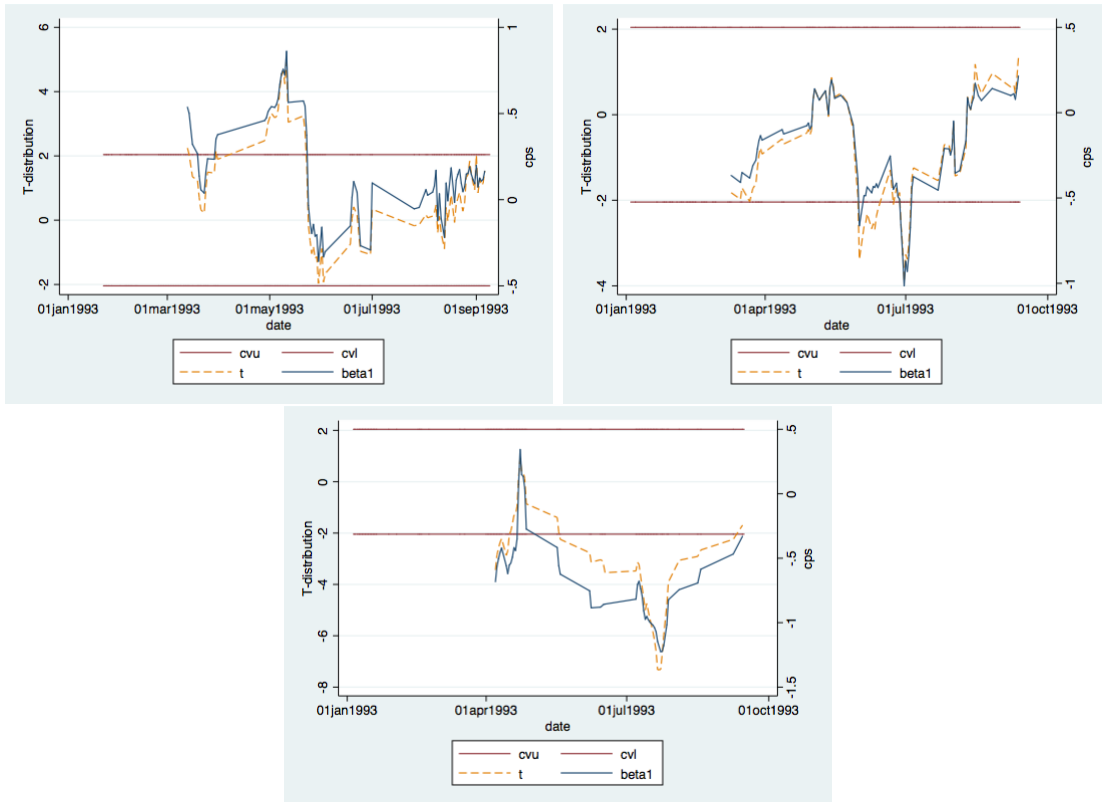 6
4
2
0
-2
T-distribution
1
.5
0
-.5
cps
01jan1993 01mar1993 01may1993 01jul1993 01sep1993
date
cvu cvl
t beta1
2
0
-2
-4
T-distribution
.5
0
-.5
-1
cps
01jan1993 01apr1993 01jul1993 01oct1993
date
cvu cvl
t beta1
2
0
-2
-4
-6
-8
T-distribution
.5
0
-.5
-1
-1.5
cps
01jan1993 01apr1993 01jul1993 01oct1993
date
cvu cvl
t beta1